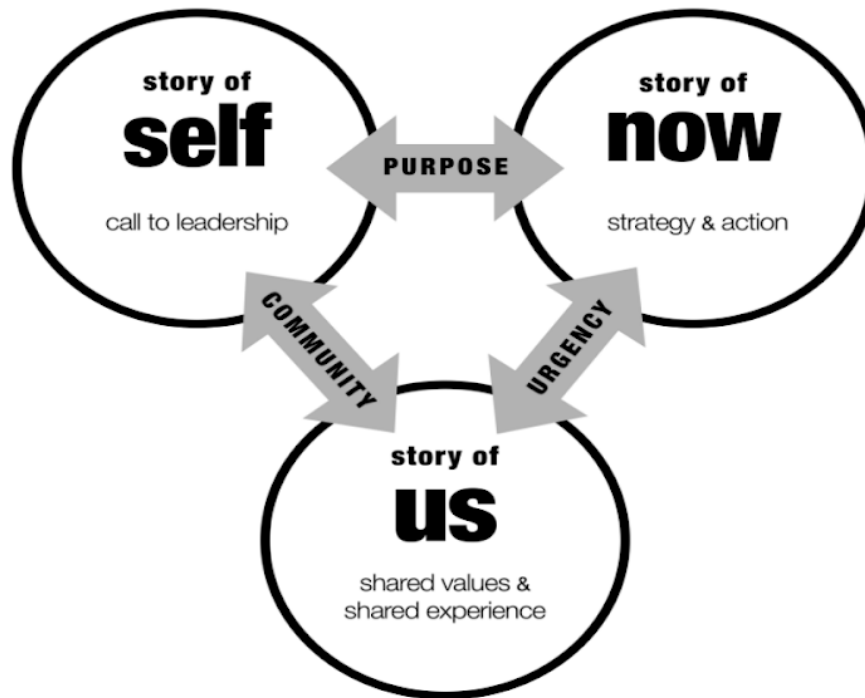 story of
self
call to leadership
PURPOSE
story of
now
strategy & action
COMMUNITY
URGENCY
story of
us
shared values &
shared experience